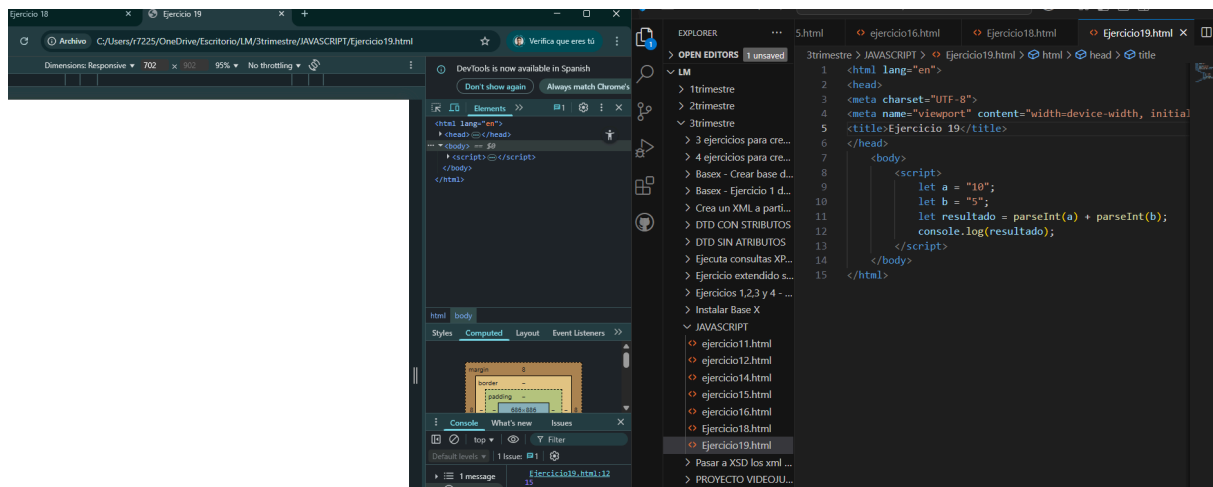 Ejercicio 18
Ejercicio 19
Archivo C:/Users/r7225/OneDrive/Escritorio/LM/3trimestre/JAVASCRIPT/Ejercicio19.html
Verifica que eres tú
Dimensions: Responsive 702 × 902 95% No throttling
DevTools is now available in Spanish
Don't show again Always match Chrome's
Elements 1
<html lang="en">
<head></head>
<body> == $0
<script></script>
</body>
</html>
html body
Styles Computed Layout Event Listeners
margin 8
border -
padding -
8 - - 686×886 - - 8
Console What's new Issues
top Filter
Default levels 1 Issue: 1
1 message Ejercicio19.html:12
15
EXPLORER
OPEN EDITORS 1 unsaved
LM
1trimestre
2trimestre
3trimestre
3 ejercicios para cre...
4 ejercicios para cre...
Basex - Crear base d...
Basex - Ejercicio 1 d...
Crea un XML a parti...
DTD CON STRIBUTOS
DTD SIN ATRIBUTOS
Ejecuta consultas XP...
Ejercicio extendido s...
Ejercicios 1,2,3 y 4 - ...
Instalar Base X
JAVASCRIPT
ejercicio11.html
ejercicio12.html
ejercicio14.html
ejercicio15.html
ejercicio16.html
Ejercicio18.html
Ejercicio19.html
Pasar a XSD los xml ...
PROYECTO VIDEOJU...
5.html ejercicio16.html Ejercicio18.html Ejercicio19.html
3trimestre > JAVASCRIPT > Ejercicio19.html > html > head > title
1 <html lang="en">
2 <head>
3 <meta charset="UTF-8">
4 <meta name="viewport" content="width=device-width, initial
5 <title>Ejercicio 19</title>
6 </head>
7 <body>
8 <script>
9 let a = "10";
10 let b = "5";
11 let resultado = parseInt(a) + parseInt(b);
12 console.log(resultado);
13 </script>
14 </body>
15 </html>